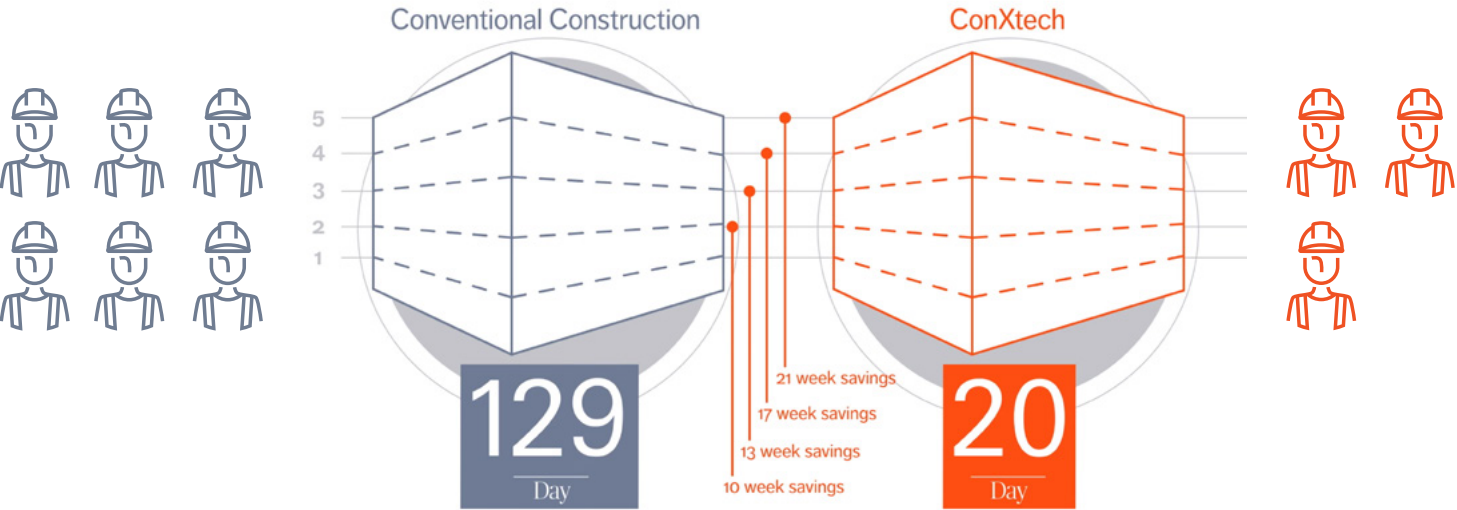 Conventional Construction
ConXtech
5
4
3
2
1
21 week savings
17 week savings
13 week savings
10 week savings
129
Day
20
Day